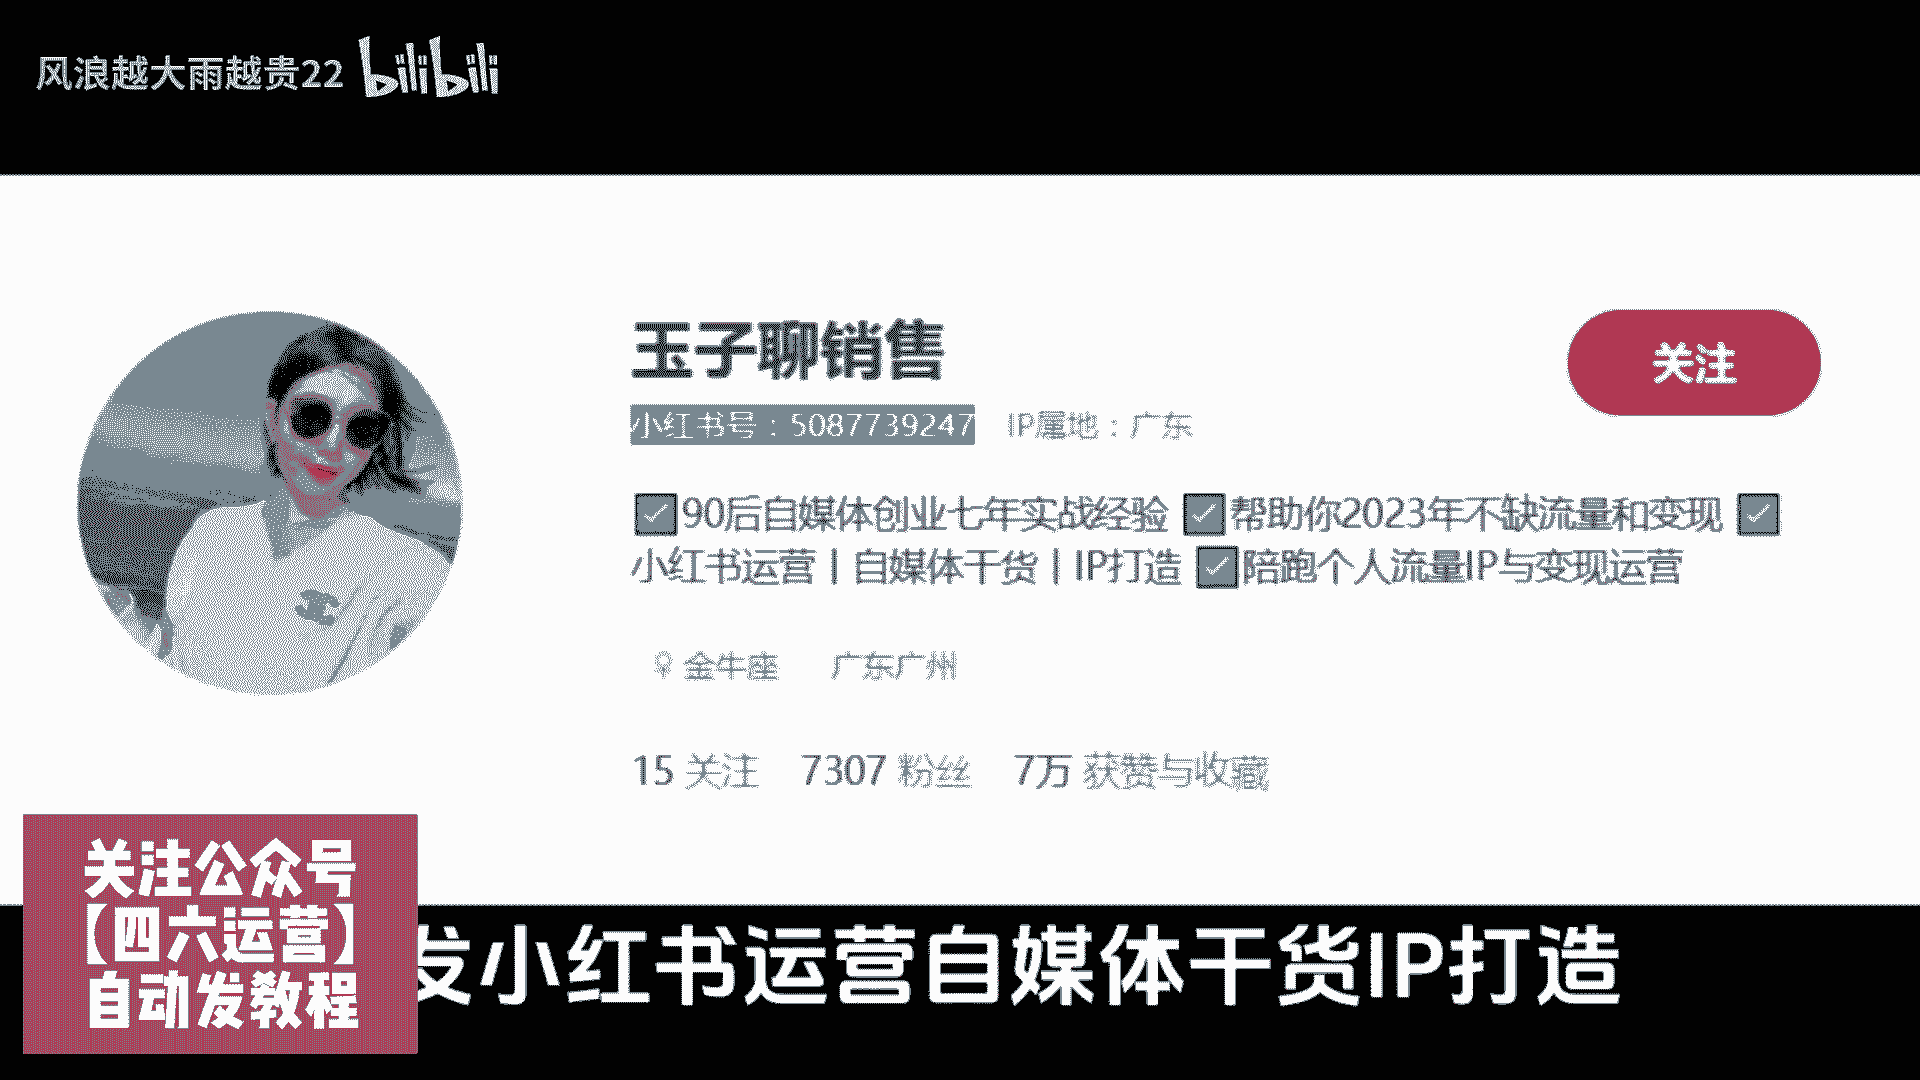 风浪越大雨越贵22 bilibili
玉子聊销售
关注
小红书号：5087739247 IP属地：广东
90后自媒体创业七年实战经验 帮助你2023年不缺流量和变现
小红书运营丨自媒体干货丨IP打造 陪跑个人流量IP与变现运营
金牛座 广东广州
15 关注 7307 粉丝 7万 获赞与收藏
关注公众号
【四六运营】
自动发教程
发小红书运营自媒体干货IP打造